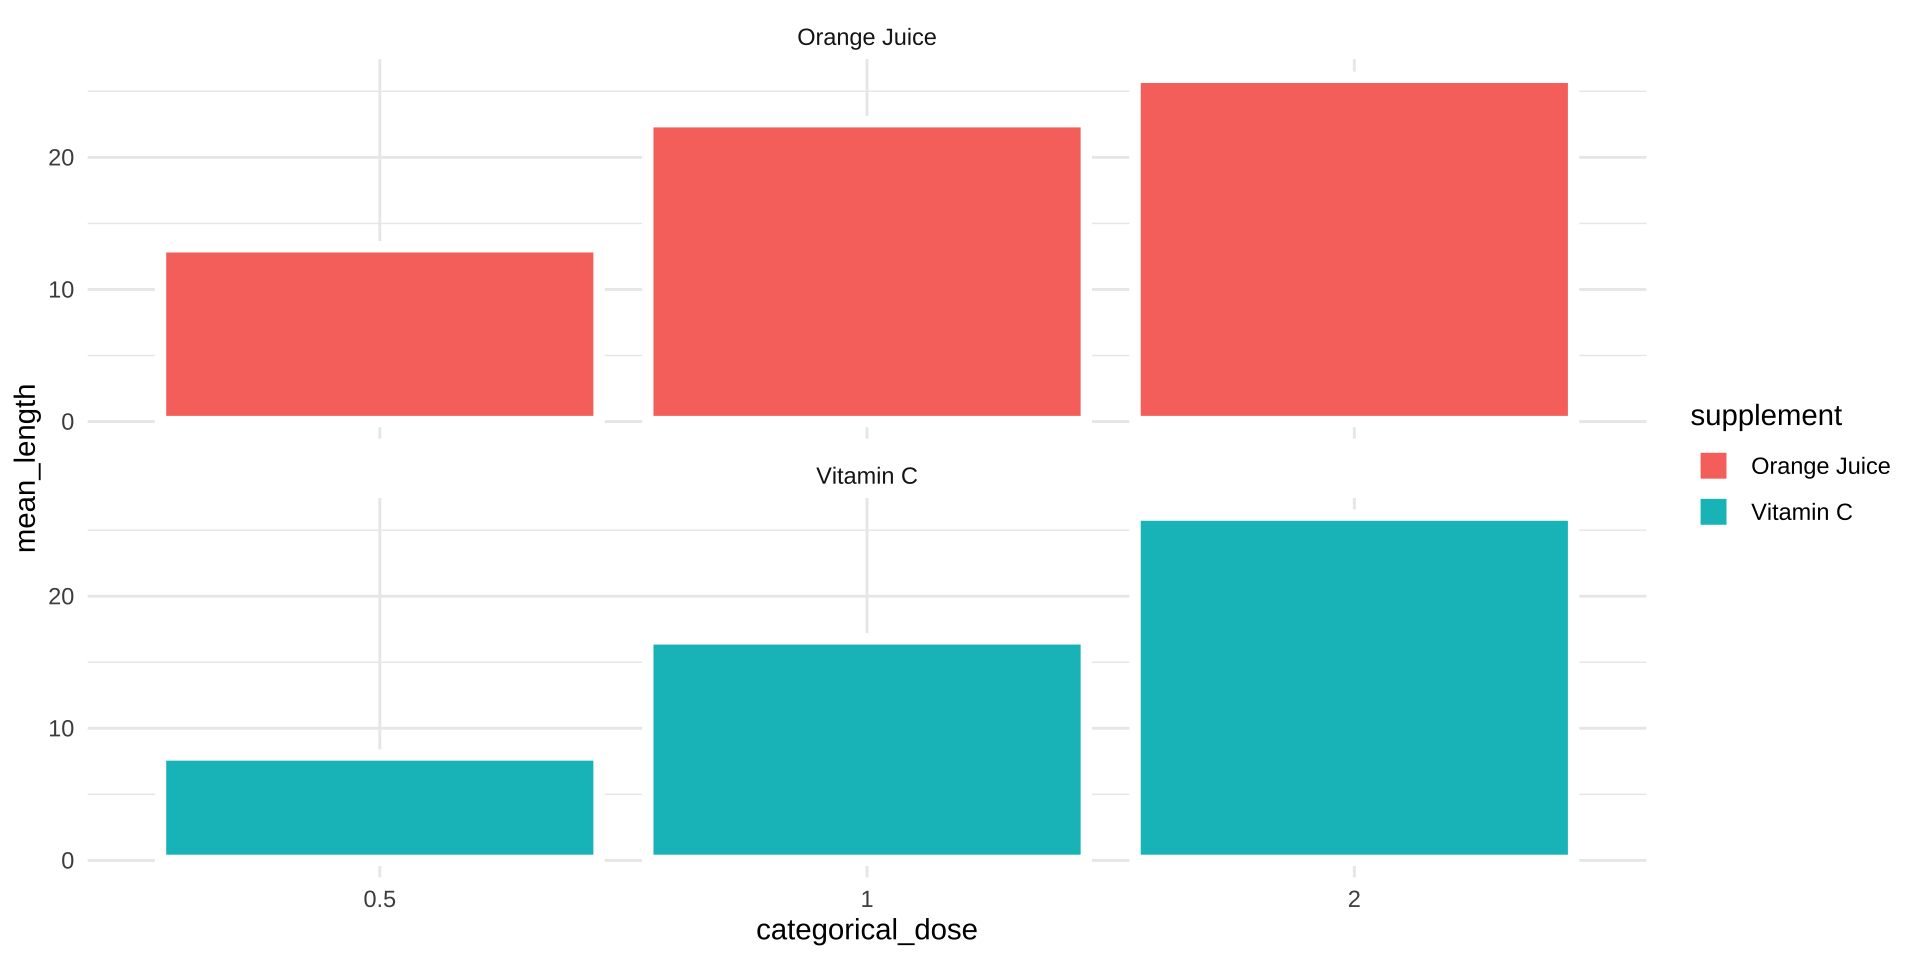 Orange Juice
20
10
0
Vitamin C
20
10
0
0.5 1 2
categorical_dose
mean_length
supplement
Orange Juice
Vitamin C